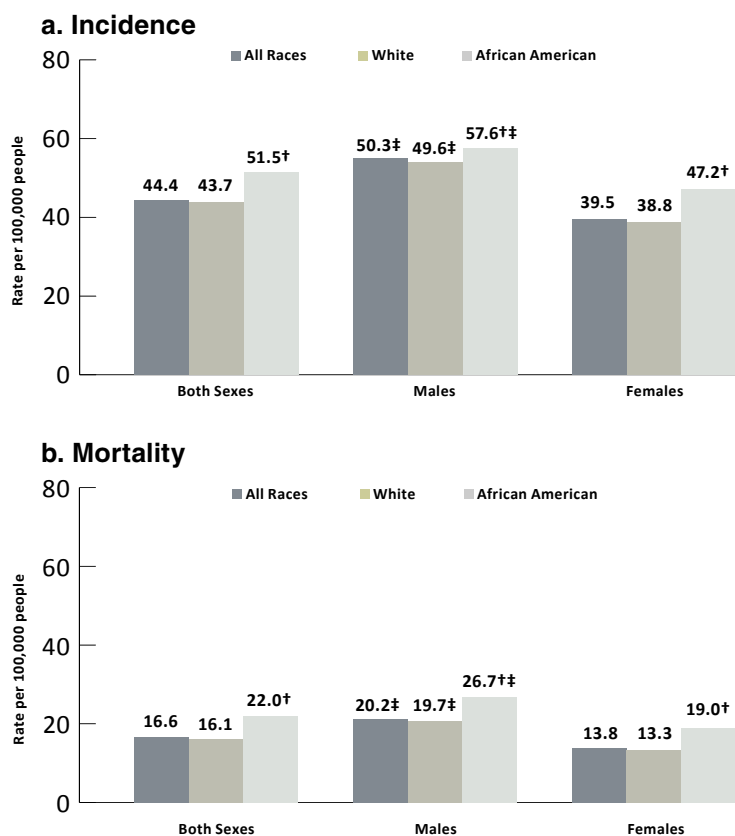 a. Incidence
80
All Races White African American
60
40
20
0
Rate per 100,000 people
44.4 43.7 51.5†
50.3‡ 49.6‡ 57.6†‡
39.5 38.8 47.2†
Both Sexes Males Females
b. Mortality
80
All Races White African American
60
40
20
0
Rate per 100,000 people
16.6 16.1 22.0†
20.2‡ 19.7‡ 26.7†‡
13.8 13.3 19.0†
Both Sexes Males Females